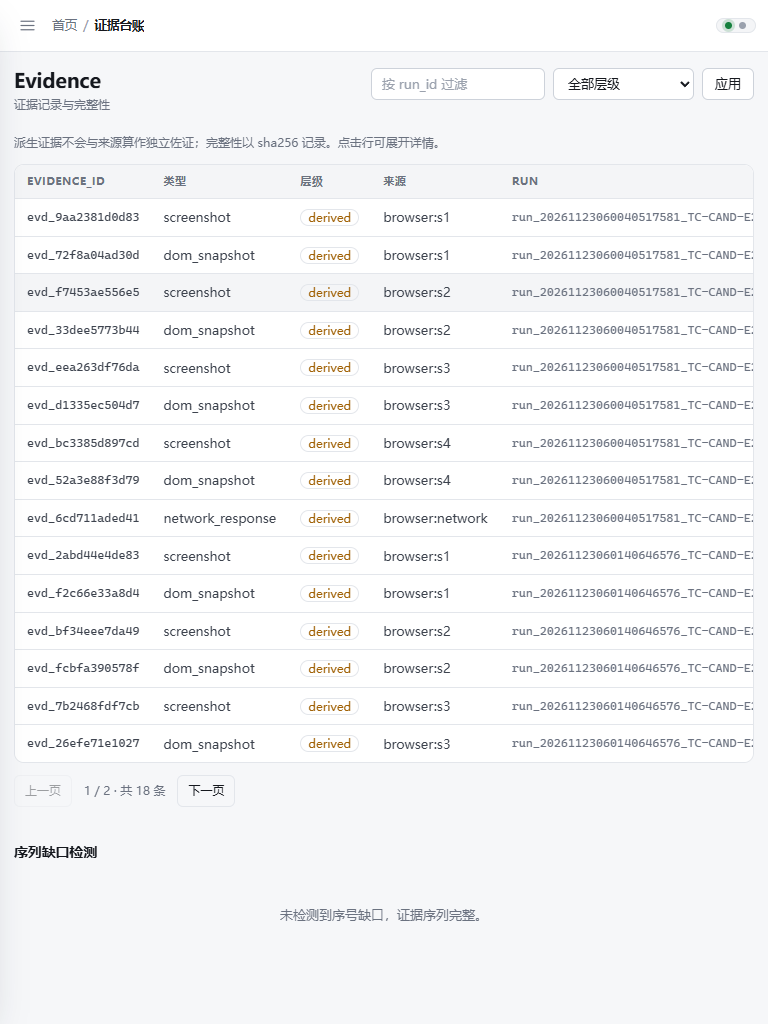 首页 / 证据台账
Evidence
证据记录与完整性
按 run_id 过滤
全部层级
应用
派生证据不会与来源算作独立佐证；完整性以 sha256 记录。点击行可展开详情。
EVIDENCE_ID 类型 层级 来源 RUN
evd_9aa2381d0d83 screenshot derived browser:s1 run_20261123060040517581_TC-CAND-E
evd_72f8a04ad30d dom_snapshot derived browser:s1 run_20261123060040517581_TC-CAND-E
evd_f7453ae556e5 screenshot derived browser:s2 run_20261123060040517581_TC-CAND-E
evd_33dee5773b44 dom_snapshot derived browser:s2 run_20261123060040517581_TC-CAND-E
evd_eea263df76da screenshot derived browser:s3 run_20261123060040517581_TC-CAND-E
evd_d1335ec504d7 dom_snapshot derived browser:s3 run_20261123060040517581_TC-CAND-E
evd_bc3385d897cd screenshot derived browser:s4 run_20261123060040517581_TC-CAND-E
evd_52a3e88f3d79 dom_snapshot derived browser:s4 run_20261123060040517581_TC-CAND-E
evd_6cd711aded41 network_response derived browser:network run_20261123060040517581_TC-CAND-E
evd_2abd44e4de83 screenshot derived browser:s1 run_20261123060140646576_TC-CAND-E
evd_f2c66e33a8d4 dom_snapshot derived browser:s1 run_20261123060140646576_TC-CAND-E
evd_bf34eee7da49 screenshot derived browser:s2 run_20261123060140646576_TC-CAND-E
evd_fcbfa390578f dom_snapshot derived browser:s2 run_20261123060140646576_TC-CAND-E
evd_7b2468fdf7cb screenshot derived browser:s3 run_20261123060140646576_TC-CAND-E
evd_26efe71e1027 dom_snapshot derived browser:s3 run_20261123060140646576_TC-CAND-E
上一页 1 / 2 · 共 18 条 下一页
序列缺口检测
未检测到序号缺口，证据序列完整。